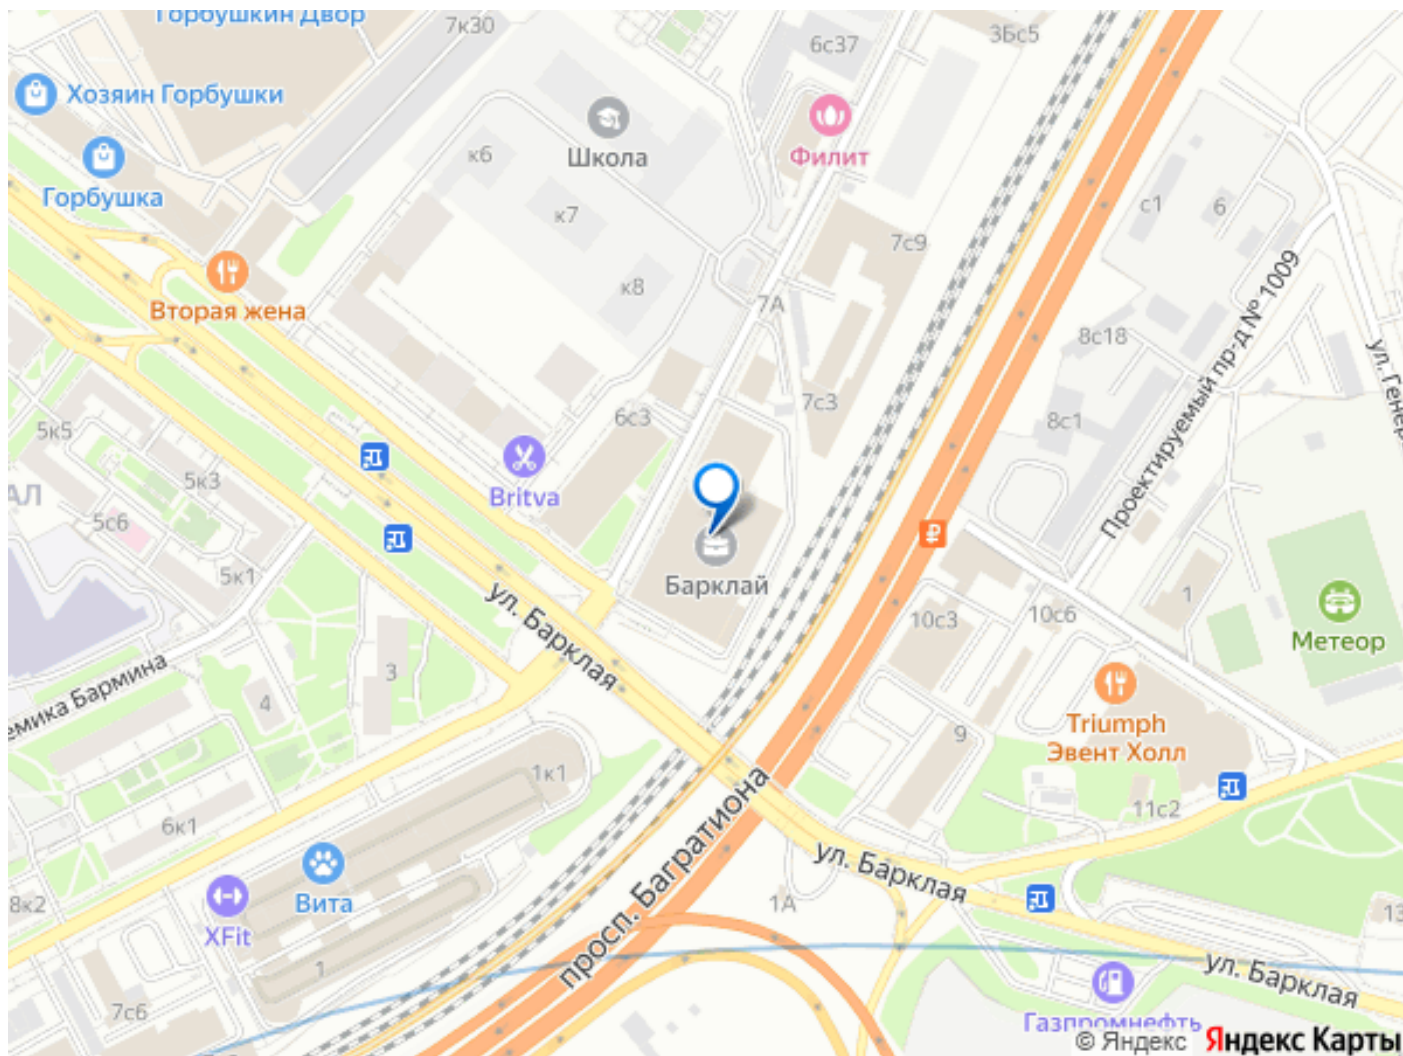 Горбушкин Двор
7к30
6с37
3Бс5
Хозяин Горбушки
Школа
Филит
к6
Горбушка
к7
с1
6
7с9
Вторая жена
к8
7А
8с18
Проектируемый пр-д № 1009
ул. Генер
5к5
6с3
7с3
8с1
5к3
АЛ
Britva
5с6
5к1
ул. Барклая
Барклай
10с3
10с6
1
Метеор
емика Бармина
3
4
Triumph
Эвент Холл
9
1к1
11с2
6к1
просп. Багратиона
ул. Барклая
8к2
Вита
1А
13
XFit
1
ул. Барклая
7с6
Газпромнефть
© Яндекс Яндекс Карты